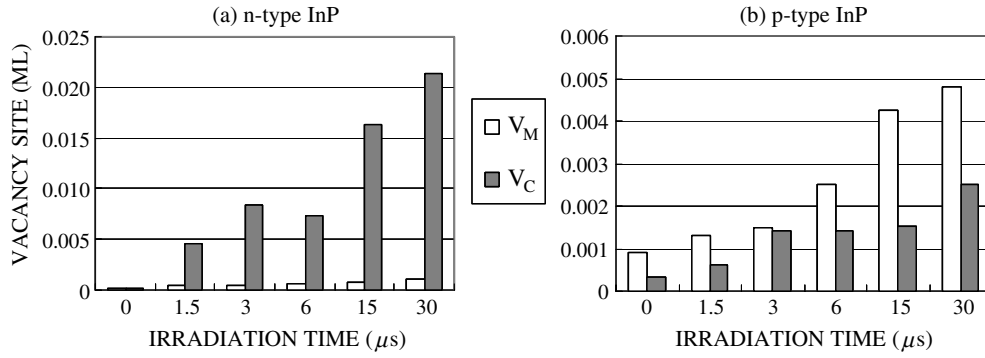 (a) n-type InP
VACANCY SITE (ML)
0.025
0.020
0.015
0.010
0.005
0
0 1.5 3 6 15 30
IRRADIATION TIME (μs)
V_M
V_C
(b) p-type InP
0.006
0.005
0.004
0.003
0.002
0.001
0
0 1.5 3 6 15 30
IRRADIATION TIME (μs)